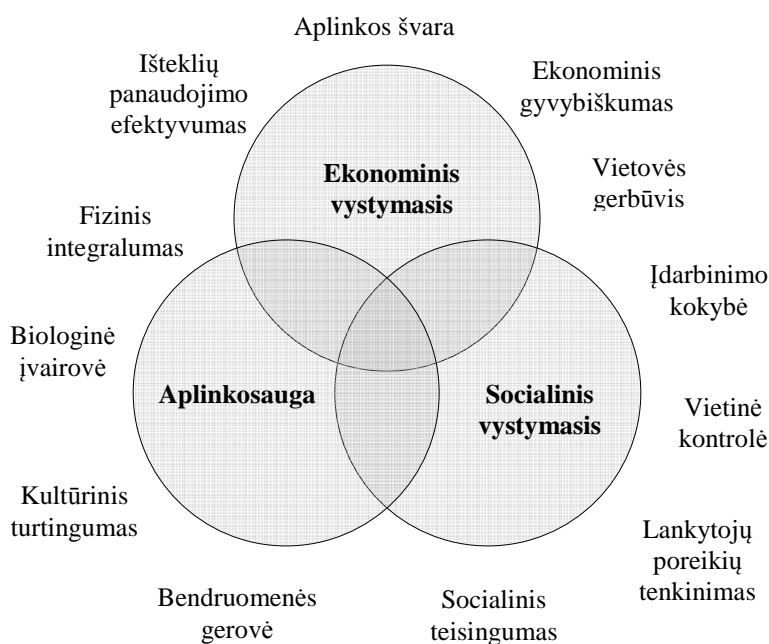 Aplinkos švara
Išteklių
panaudojimo
efektyvumas
Ekonominis
gyvybiškumas
Ekonominis
vystymasis
Vietovės
gerbūvis
Fizinis
integralumas
Įdarbinimo
kokybė
Biologinė
įvairovė
Aplinkosauga
Socialinis
vystymasis
Vietinė
kontrolė
Kultūrinis
turtingumas
Lankytojų
poreikių
tenkinimas
Bendruomenės
gerovė
Socialinis
teisingumas